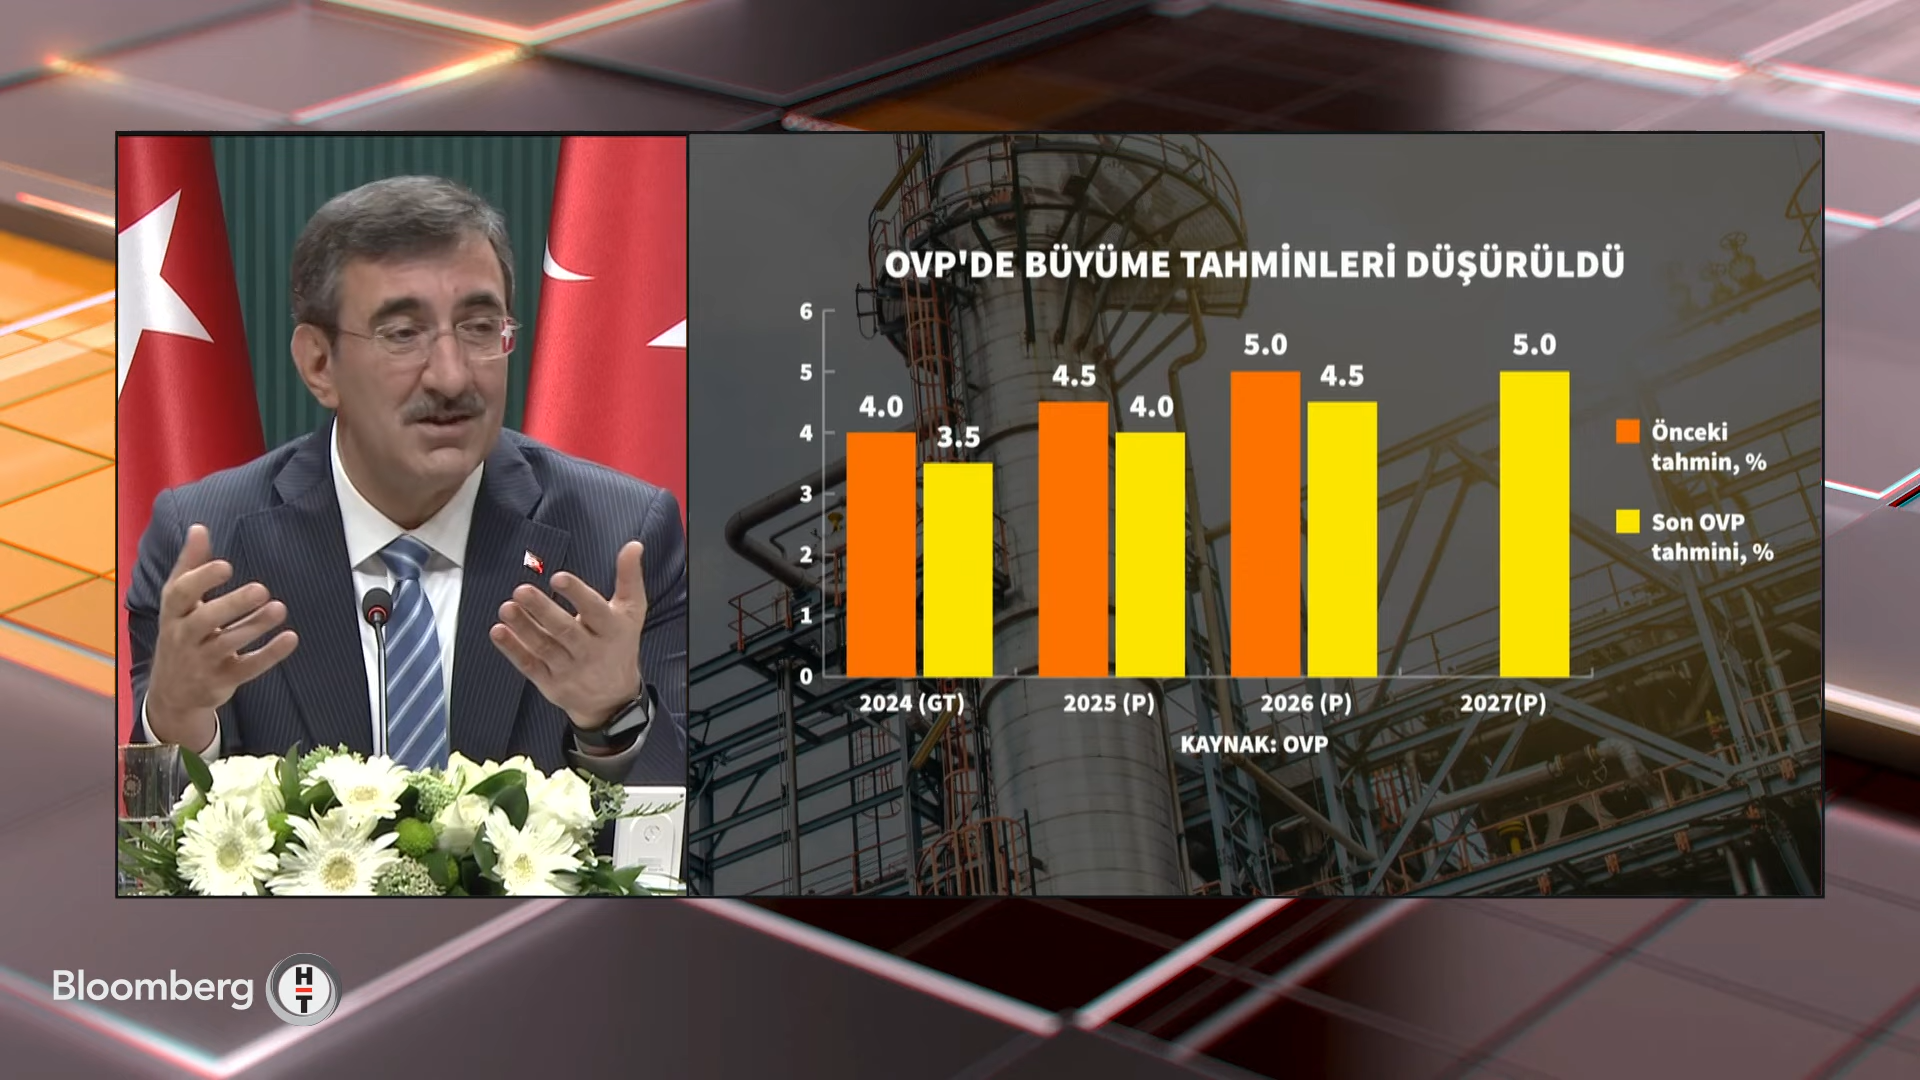 OVP'DE BÜYÜME TAHMİNLERİ DÜŞÜRÜLDÜ
6
5
4
3
2
1
0
4.0
3.5
4.5
4.0
5.0
4.5
5.0
2024 (GT)
2025 (P)
2026 (P)
2027(P)
KAYNAK: OVP
Önceki
tahmin, %
Son OVP
tahmini, %
Bloomberg HT